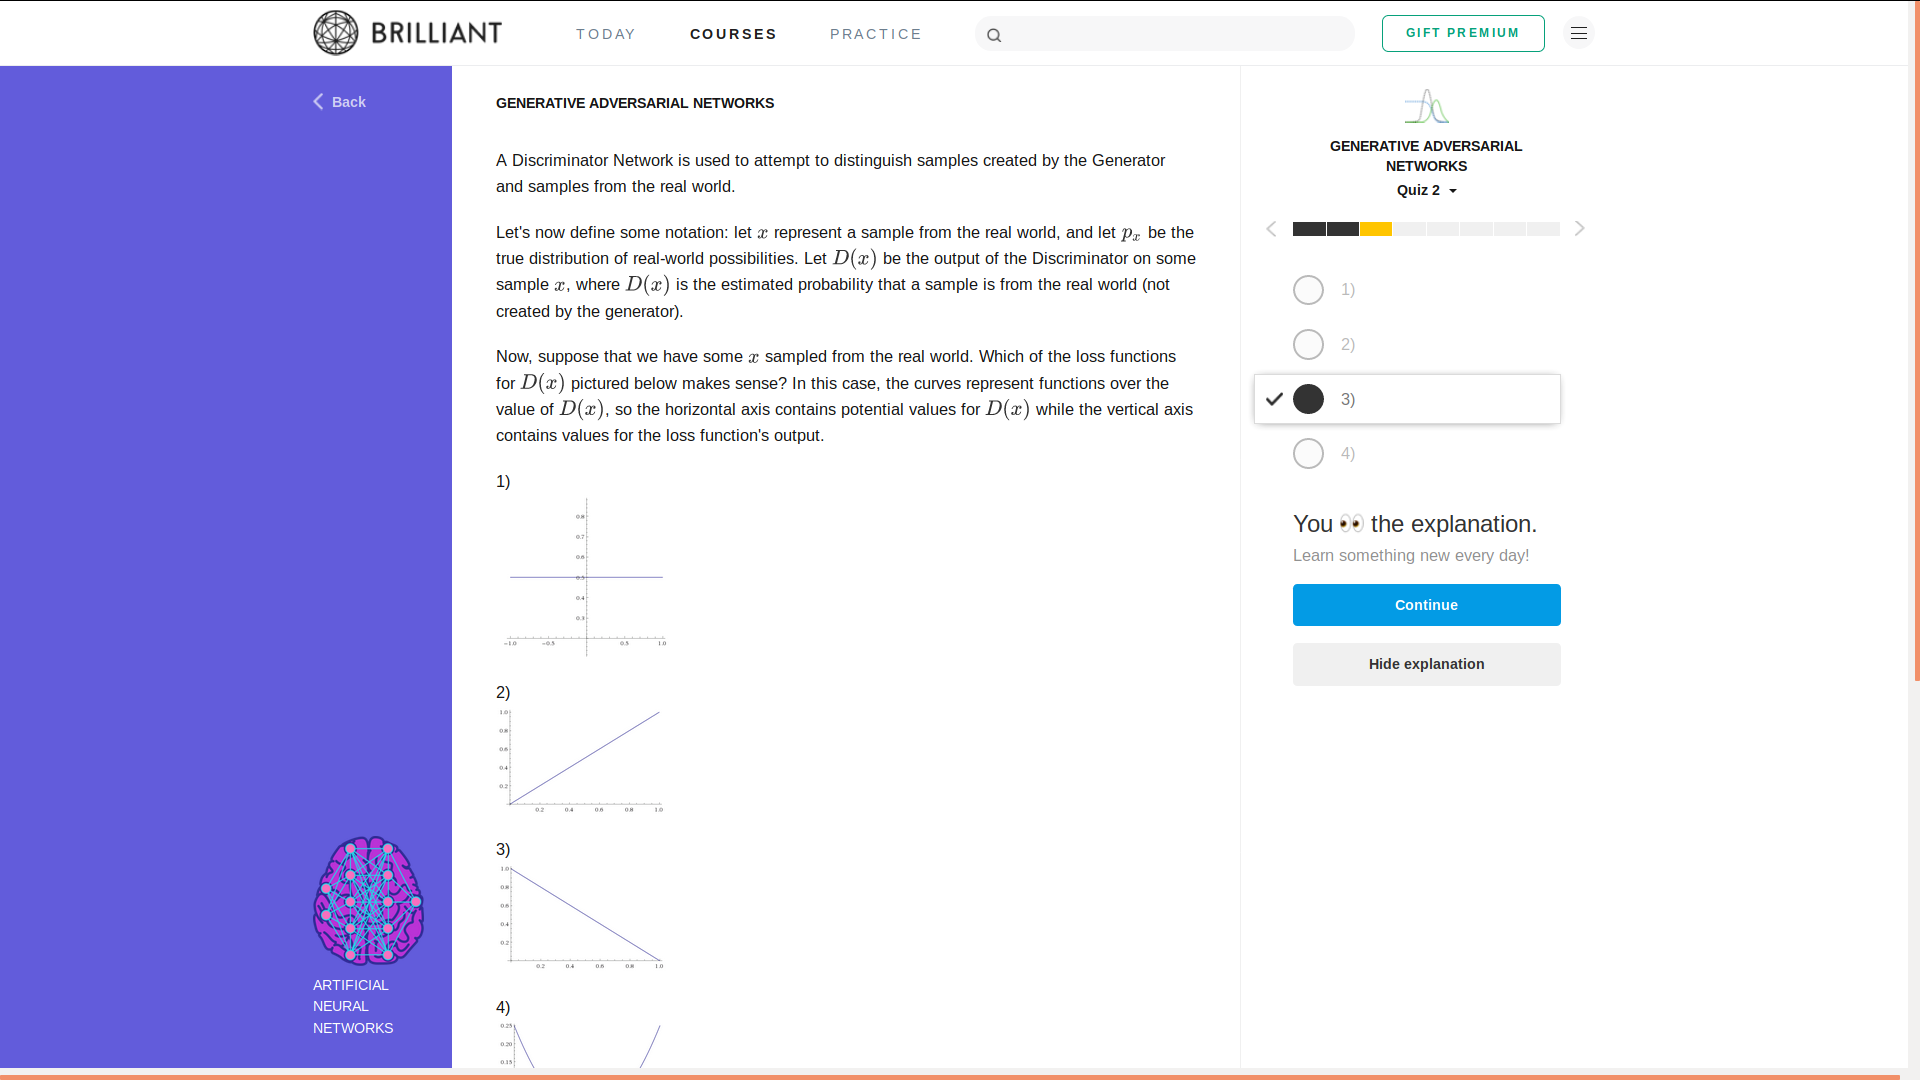 BRILLIANT
TODAY
COURSES
PRACTICE
GIFT PREMIUM
Back
GENERATIVE ADVERSARIAL NETWORKS
A Discriminator Network is used to attempt to distinguish samples created by the Generator
and samples from the real world.
Let's now define some notation: let x represent a sample from the real world, and let pₓ be the
true distribution of real-world possibilities. Let D(x) be the output of the Discriminator on some
sample x, where D(x) is the estimated probability that a sample is from the real world (not
created by the generator).
Now, suppose that we have some x sampled from the real world. Which of the loss functions
for D(x) pictured below makes sense? In this case, the curves represent functions over the
value of D(x), so the horizontal axis contains potential values for D(x) while the vertical axis
contains values for the loss function's output.
1)
0.8
0.7
0.6
0.5
0.4
0.3
−1.0 −0.5 0.5 1.0
2)
1.0
0.8
0.6
0.4
0.2
0.2 0.4 0.6 0.8 1.0
3)
1.0
0.8
0.6
0.4
0.2
0.2 0.4 0.6 0.8 1.0
4)
0.25
0.20
0.15
ARTIFICIAL
NEURAL
NETWORKS
GENERATIVE ADVERSARIAL
NETWORKS
Quiz 2
1)
2)
3)
4)
You 👀 the explanation.
Learn something new every day!
Continue
Hide explanation